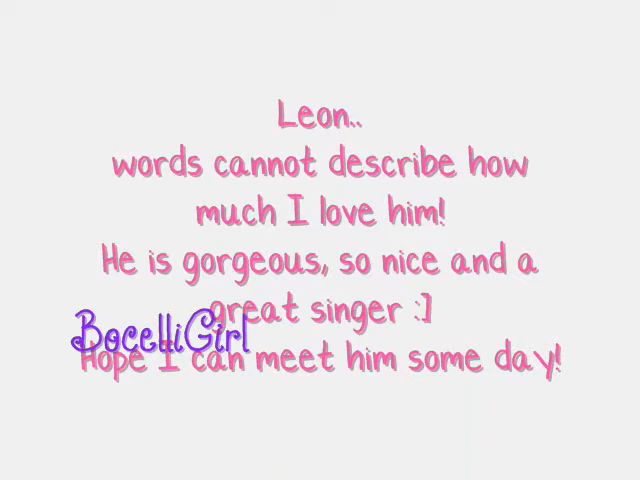 Leon..
words cannot describe how
much I love him!
He is gorgeous, so nice and a
great singer :]
BocelliGirl
Hope I can meet him some day!